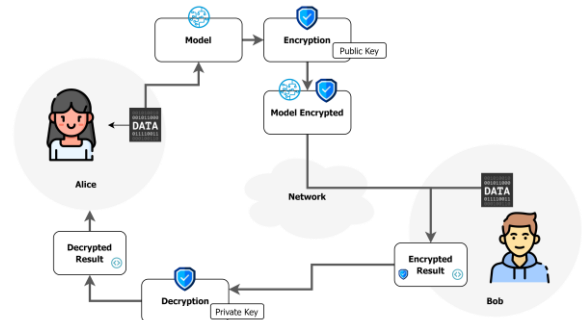 Model
Encryption
Public Key
Model Encrypted
001011000
DATA
011110011
Alice
Network
001011000
DATA
011110011
Decrypted
Result
Encrypted
Result
Decryption
Private Key
Bob